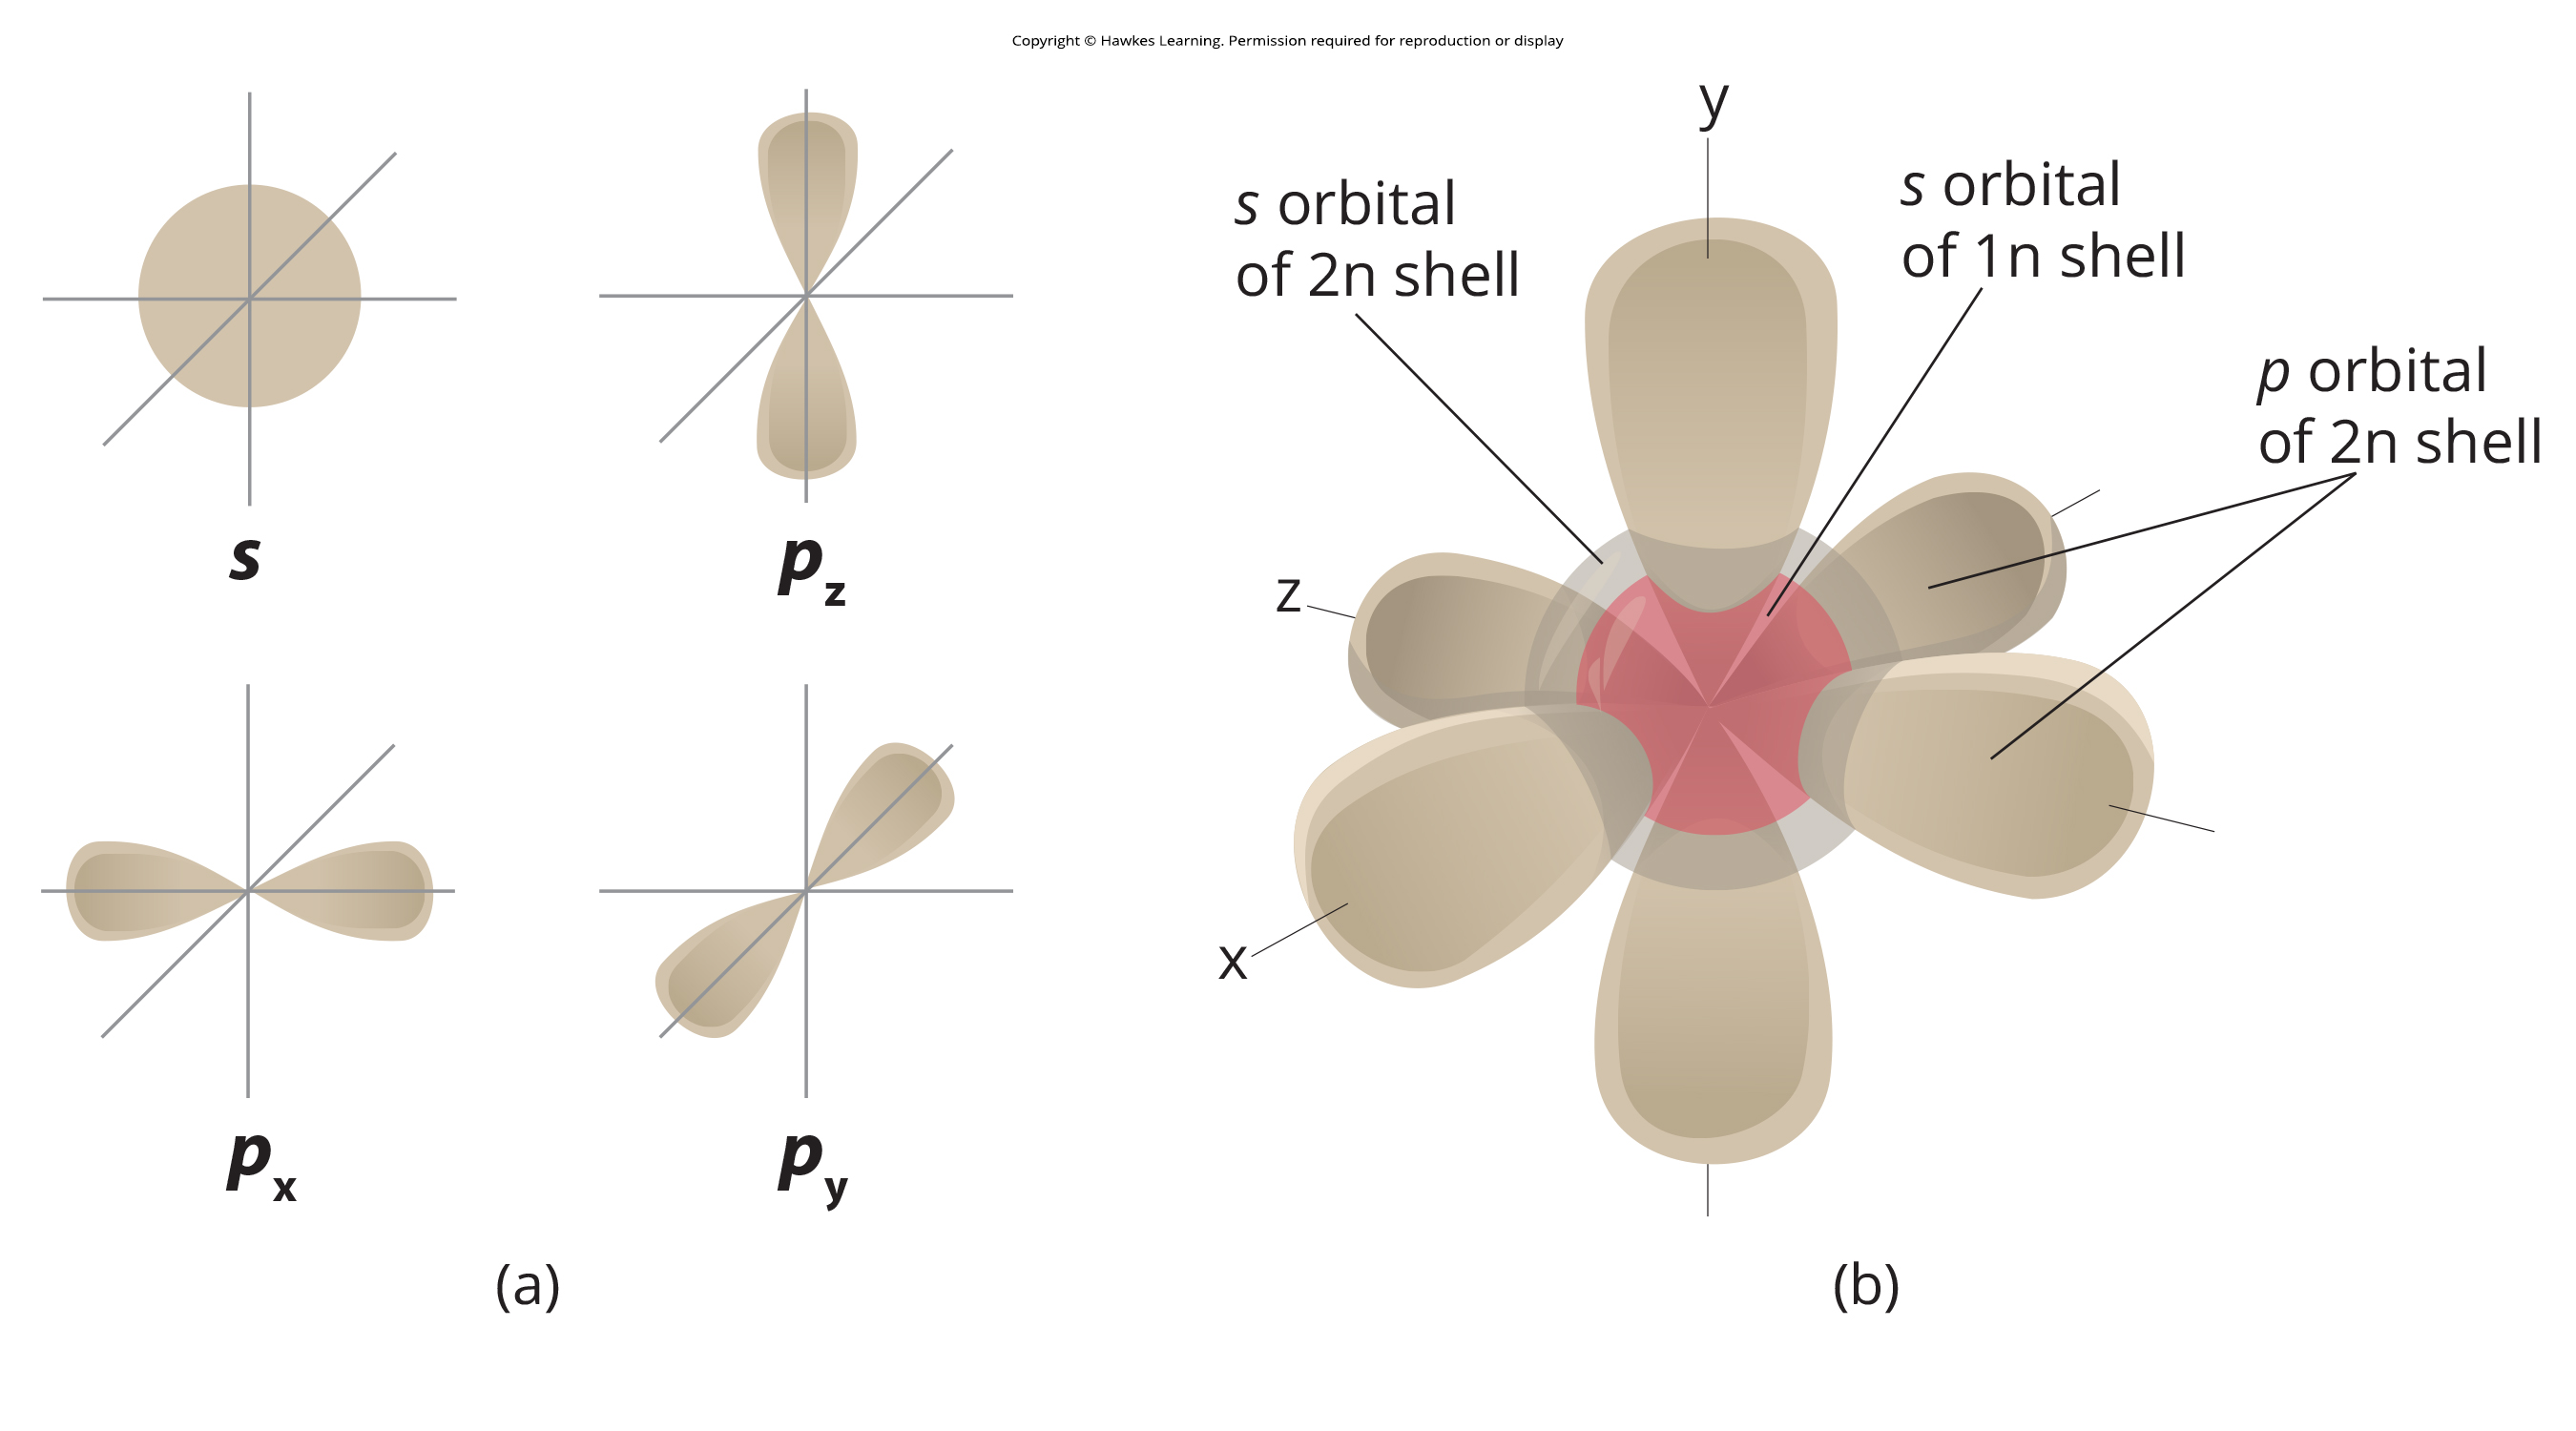 Copyright © Hawkes Learning. Permission required for reproduction or display
s
pz
px
py
(a)
y
s orbital
of 2n shell
s orbital
of 1n shell
p orbital
of 2n shell
z
x
(b)